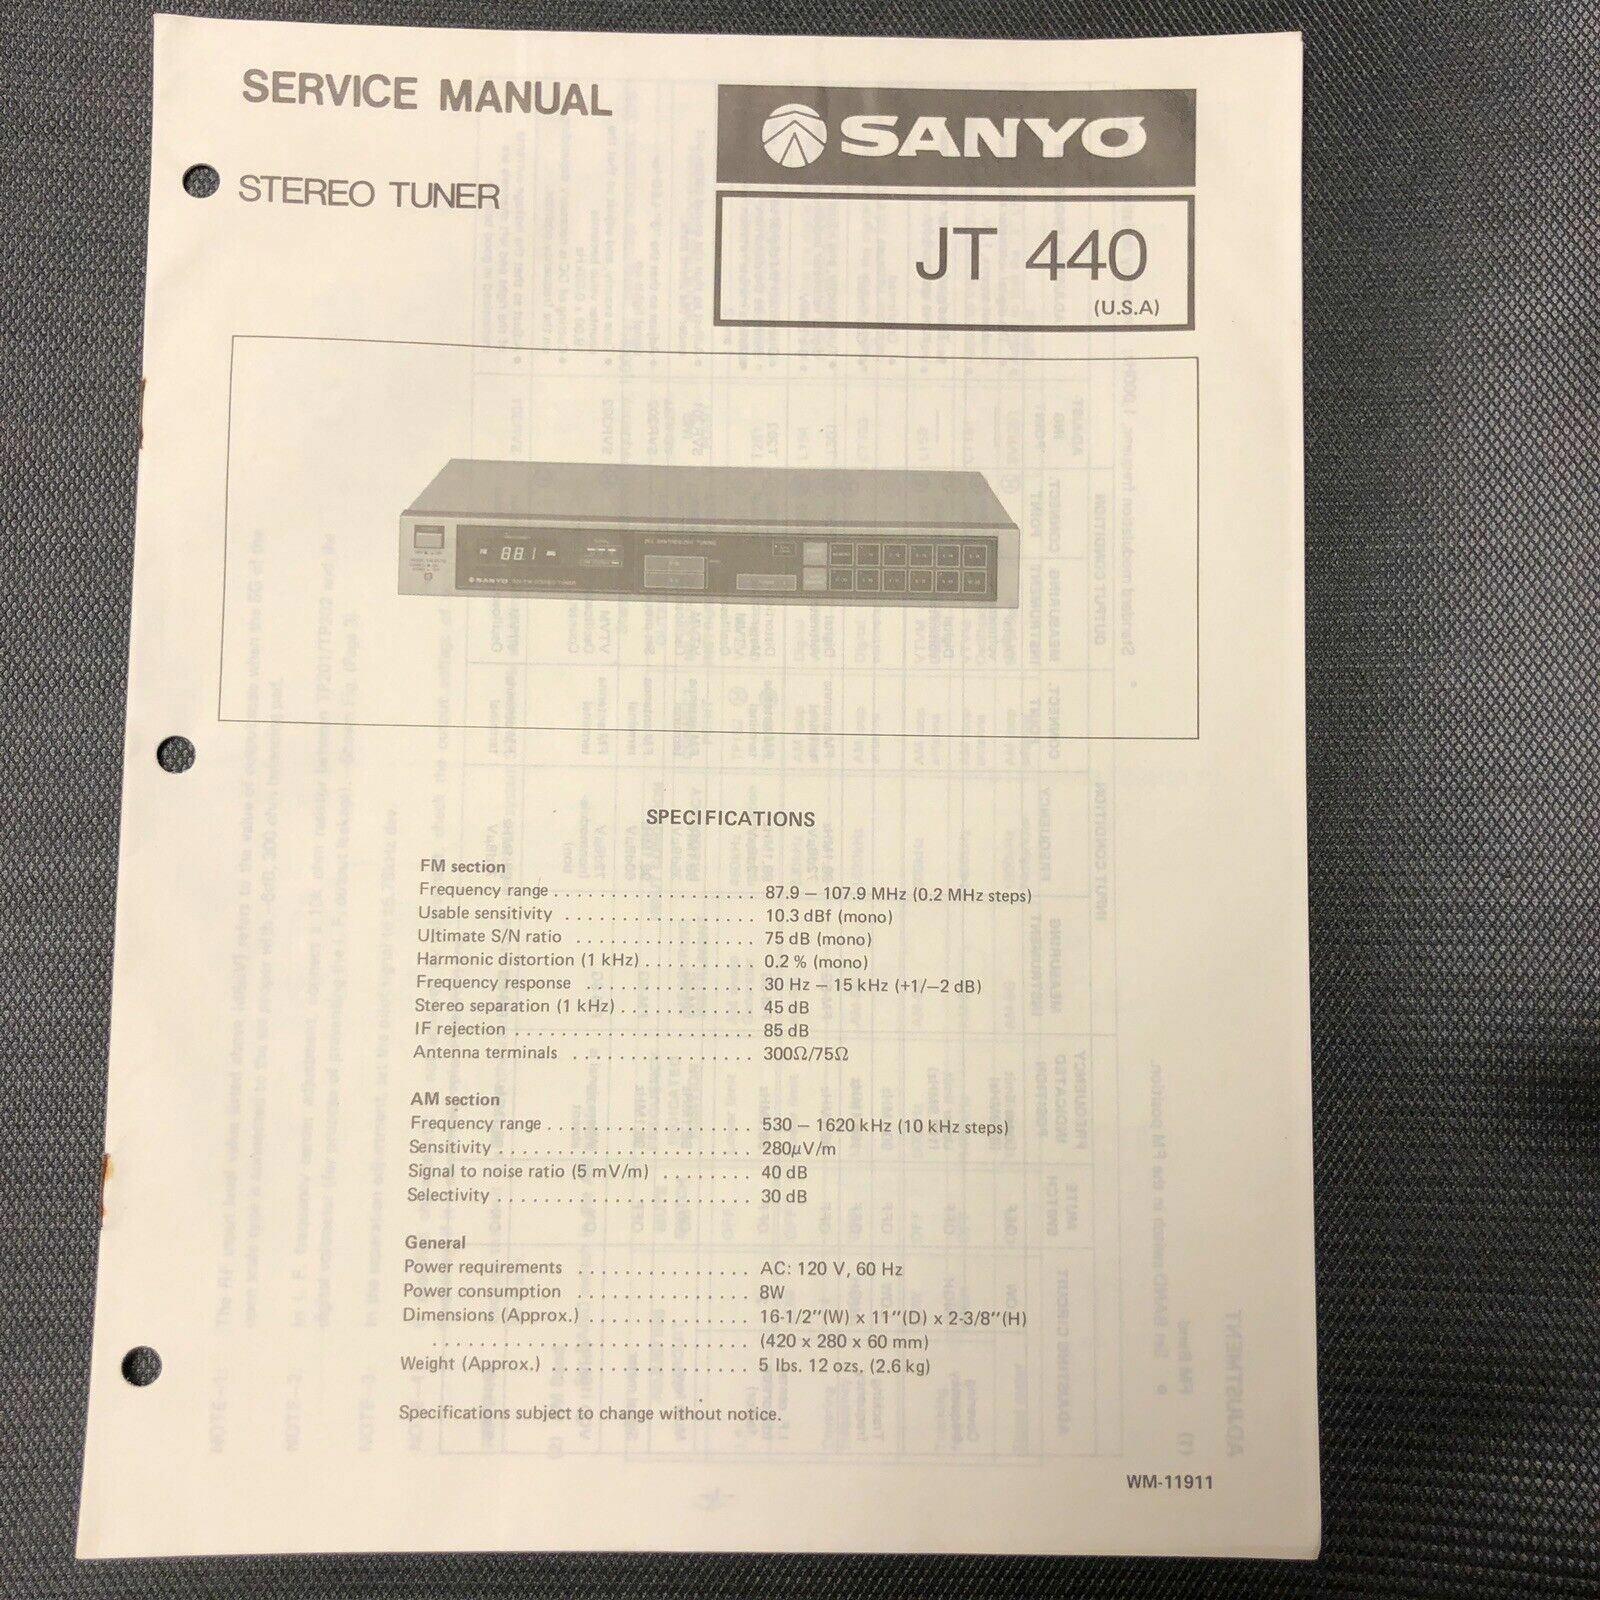 SERVICE MANUAL
STEREO TUNER
SANYO
JT 440
(U.S.A)
88.1
SANYO
SPECIFICATIONS
FM section
Frequency range . . . . . . . . . . . . . . . . . . 87.9 – 107.9 MHz (0.2 MHz steps)
Usable sensitivity . . . . . . . . . . . . . . . . 10.3 dBf (mono)
Ultimate S/N ratio . . . . . . . . . . . . . . . 75 dB (mono)
Harmonic distortion (1 kHz) . . . . . . . . . . 0.2 % (mono)
Frequency response . . . . . . . . . . . . . 30 Hz – 15 kHz (+1/–2 dB)
Stereo separation (1 kHz) . . . . . . . . . . . . 45 dB
IF rejection . . . . . . . . . . . . . . . . . . . . . 85 dB
Antenna terminals . . . . . . . . . . . . . . . . 300Ω/75Ω
AM section
Frequency range . . . . . . . . . . . . . . . . . . 530 – 1620 kHz (10 kHz steps)
Sensitivity . . . . . . . . . . . . . . . . . . . . . . 280μV/m
Signal to noise ratio (5 mV/m) . . . . . . . . 40 dB
Selectivity . . . . . . . . . . . . . . . . . . . . . . 30 dB
General
Power requirements . . . . . . . . . . . . . . . AC: 120 V, 60 Hz
Power consumption . . . . . . . . . . . . . . . 8W
Dimensions (Approx.) . . . . . . . . . . . . . . 16-1/2"(W) x 11"(D) x 2-3/8"(H)
. . . . . . . . . . . . . . . . . . . . . . . . . . . . (420 x 280 x 60 mm)
Weight (Approx.) . . . . . . . . . . . . . . . . . 5 lbs. 12 ozs. (2.6 kg)
Specifications subject to change without notice.
WM-11911